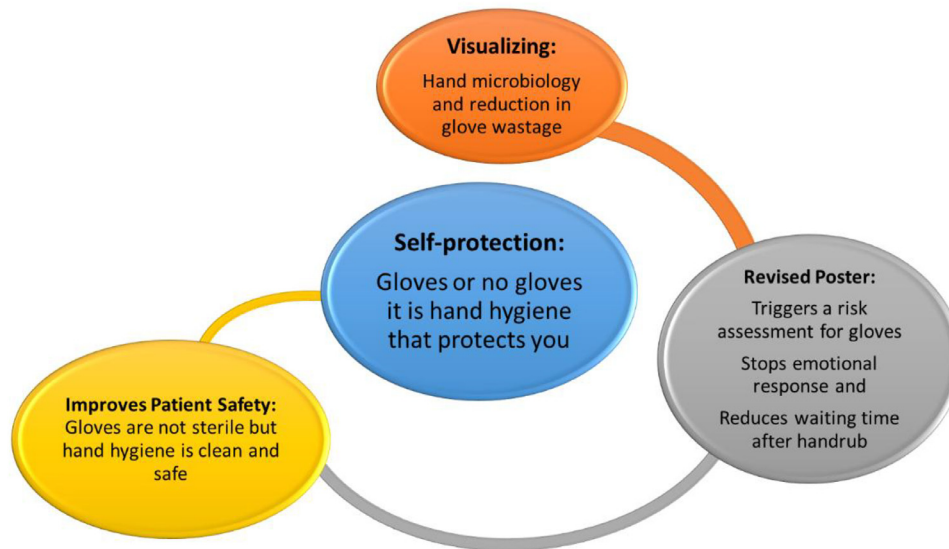 Visualizing:
Hand microbiology
and reduction in
glove wastage
Self-protection:
Gloves or no gloves
it is hand hygiene
that protects you
Revised Poster:
Triggers a risk
assessment for gloves
Stops emotional
response and
Reduces waiting time
after handrub
Improves Patient Safety:
Gloves are not sterile but
hand hygiene is clean and
safe